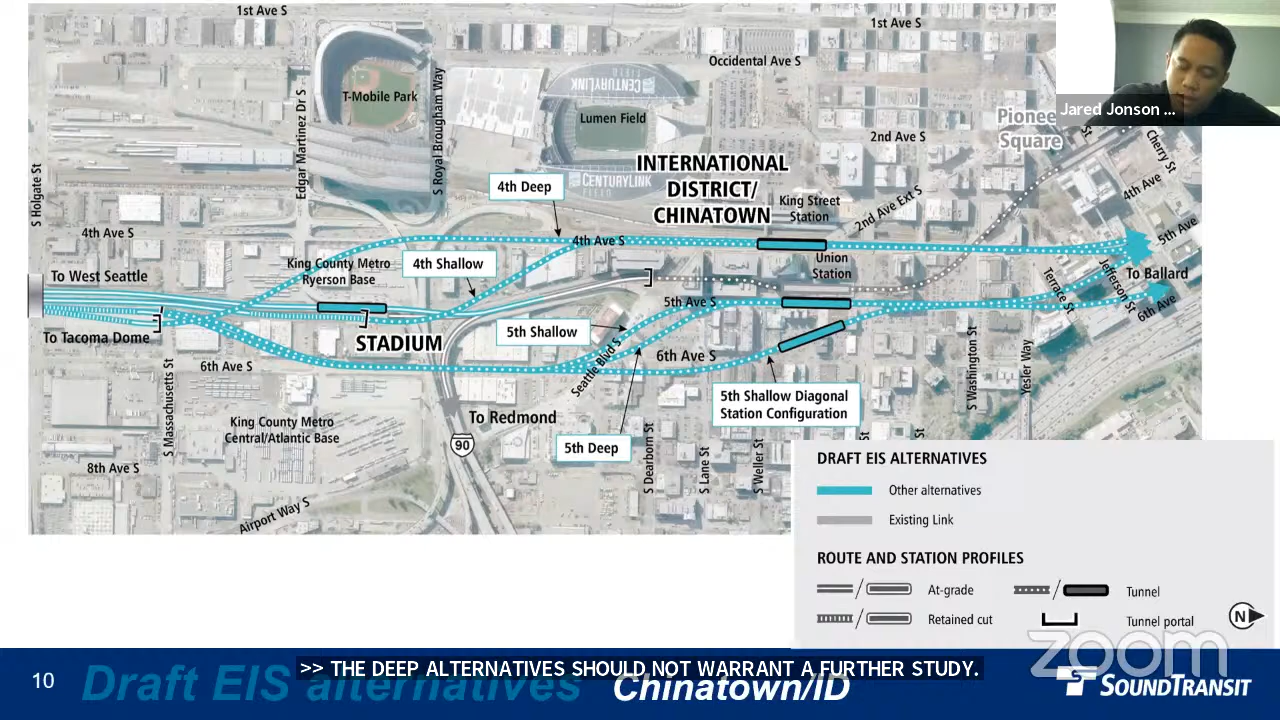 1st Ave S
1st Ave S
Occidental Ave S
T-Mobile Park
S Royal Brougham Way
Edgar Martinez Dr S
CENTURYLINK
FIELD
Lumen Field
CENTURYLINK
2nd Ave S
Pionee
Square
Jared Jonson ...
St
Cherry St
4th Ave
5th Ave
S Holgate St
4th Deep
INTERNATIONAL
DISTRICT/
CHINATOWN
King Street
Station
2nd Ave Ext S
4th Ave S
4th Ave S
King County Metro
Ryerson Base
4th Shallow
Union
Station
To West Seattle
To Ballard
Terrace St
Jefferson St
6th Ave
5th Ave S
5th Shallow
To Tacoma Dome
STADIUM
Seattle Blvd S
6th Ave S
6th Ave S
S Massachusetts St
S Washington St
Yesler Way
5th Shallow Diagonal
Station Configuration
To Redmond
90
King County Metro
Central/Atlantic Base
5th Deep
S Dearborn St
S Lane St
S Weller St
St
St
8th Ave S
Airport Way S
DRAFT EIS ALTERNATIVES
Other alternatives
Existing Link
ROUTE AND STATION PROFILES
At-grade
Tunnel
Retained cut
Tunnel portal
N
zoom
>> THE DEEP ALTERNATIVES SHOULD NOT WARRANT A FURTHER STUDY.
10
Draft EIS alternatives Chinatown/ID
SOUNDTRANSIT